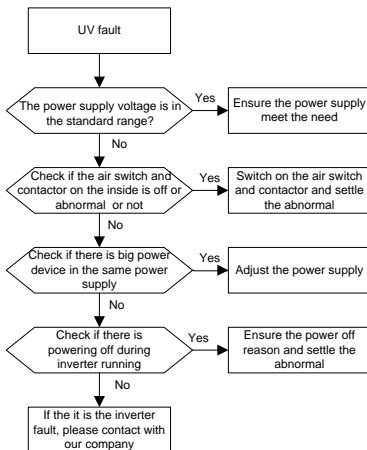 UV fault
The power supply voltage is in
the standard range?
Yes
Ensure the power supply
meet the need
No
Check if the air switch and
contactor on the inside is off or
abnormal or not
Yes
Switch on the air switch
and contactor and settle
the abnormal
No
Check if there is big power
device in the same power
supply
Yes
Adjust the power supply
No
Check if there is
powering off during
inverter running
Yes
Ensure the power off
reason and settle the
abnormal
No
If the it is the inverter
fault, please contact with
our company